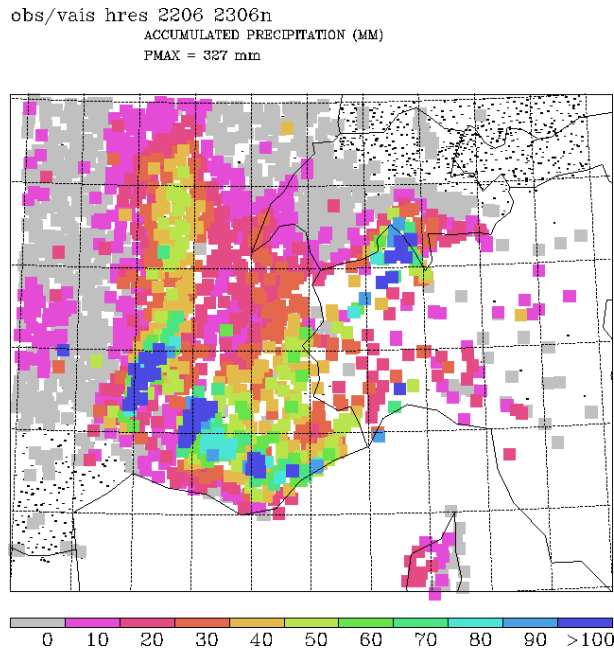 obs/vais hres 2206 2306n
ACCUMULATED PRECIPITATION (MM)
PMAX = 327 mm
0 10 20 30 40 50 60 70 80 90 >100